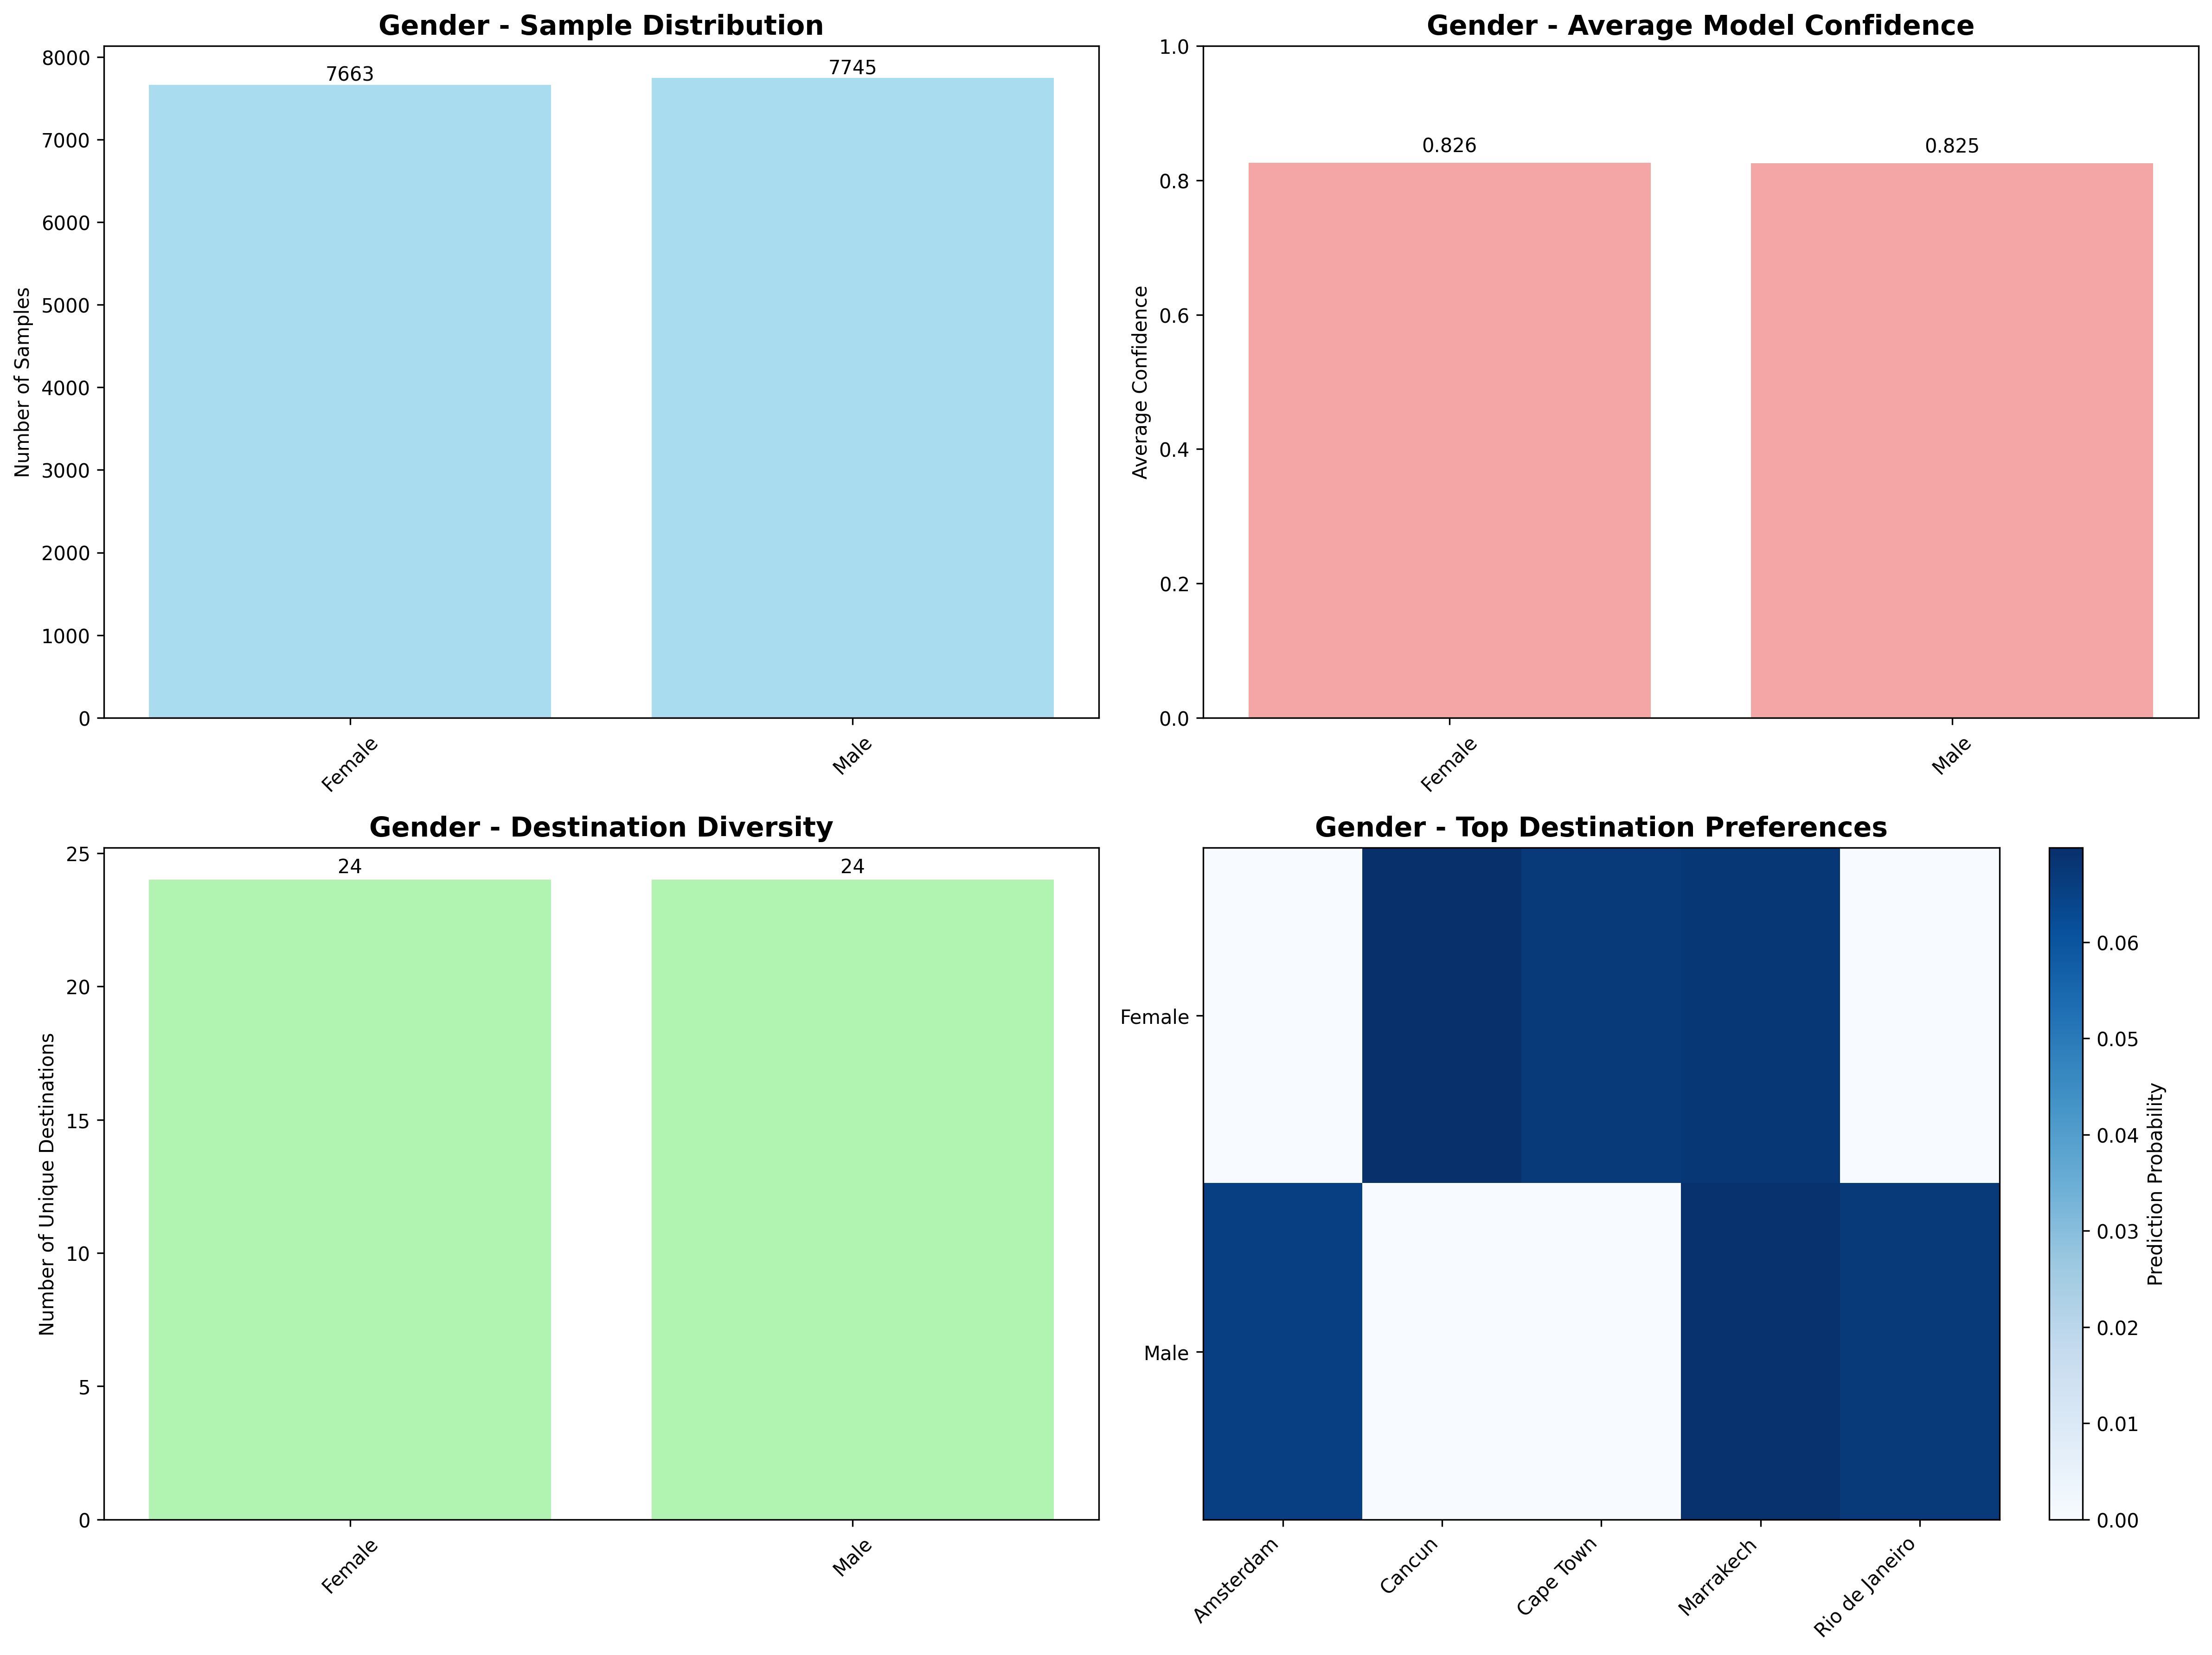 Gender - Sample Distribution
8000
7000
6000
5000
4000
3000
2000
1000
0
Number of Samples
7663
7745
Female
Male
Gender - Average Model Confidence
1.0
0.8
0.6
0.4
0.2
0.0
Average Confidence
0.826
0.825
Female
Male
Gender - Destination Diversity
25
20
15
10
5
0
Number of Unique Destinations
24
24
Female
Male
Gender - Top Destination Preferences
Female
Male
Amsterdam
Cancun
Cape Town
Marrakech
Rio de Janeiro
0.06
0.05
0.04
0.03
0.02
0.01
0.00
Prediction Probability